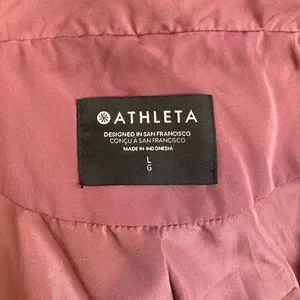 ATHLETA
DESIGNED IN SAN FRANCISCO
CONÇU À SAN FRANCISCO
MADE IN INDONESIA
L
G